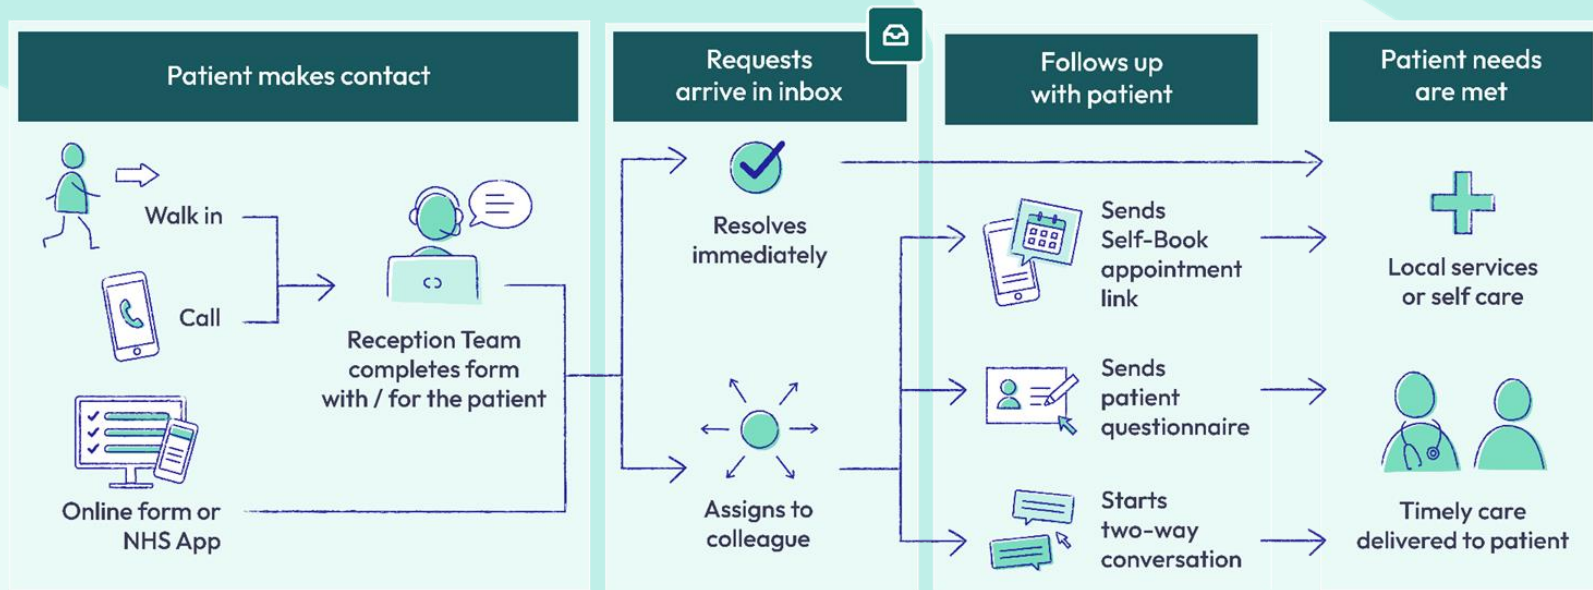 Patient makes contact
Requests
arrive in inbox
Follows up
with patient
Patient needs
are met
Walk in
Call
Reception Team
completes form
with / for the patient
Online form or
NHS App
Resolves
immediately
Assigns to
colleague
Sends
Self-Book
appointment
link
Sends
patient
questionnaire
Starts
two-way
conversation
Local services
or self care
Timely care
delivered to patient